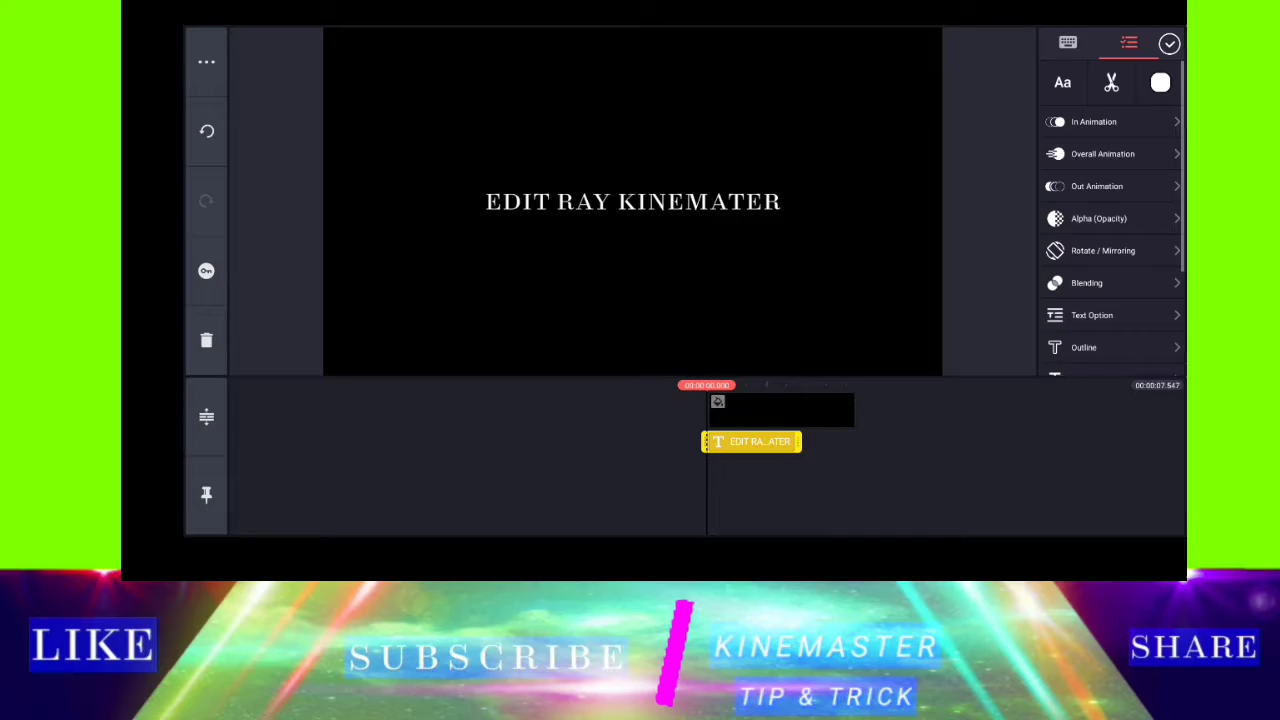 Aa
In Animation
Overall Animation
Out Animation
Alpha (Opacity)
Rotate / Mirroring
Blending
Text Option
Outline
EDIT RAY KINEMATER
00:00:00.000
00:00:07.547
T EDIT RA...ATER
LIKE
SUBSCRIBE
KINEMASTER
TIP & TRICK
SHARE